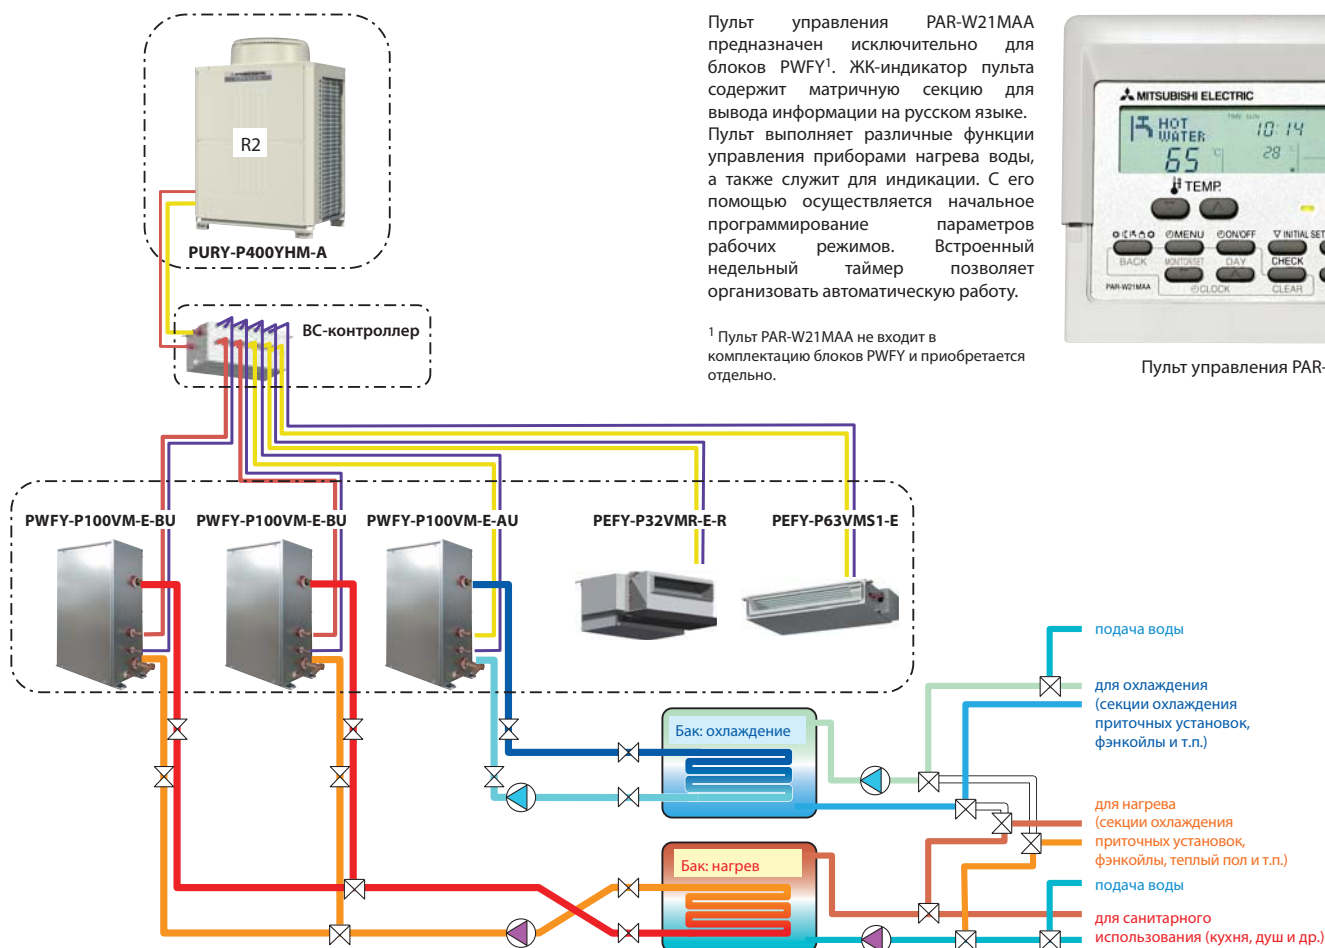 R2
PURY-P400YHM-A
BC-контроллер
Пульт управления PAR-W21MAA
предназначен исключительно для
блоков PWFY1. ЖК-индикатор пульта
содержит матричную секцию для
вывода информации на русском языке.
Пульт выполняет различные функции
управления приборами нагрева воды,
а также служит для индикации. С его
помощью осуществляется начальное
программирование параметров
рабочих режимов. Встроенный
недельный таймер позволяет
организовать автоматическую работу.
1 Пульт PAR-W21MAA не входит в
комплектацию блоков PWFY и приобретается
отдельно.
MITSUBISHI ELECTRIC
HOT
WATER
65 °C
10:14
28 °C
TEMP.
MENU ON/OFF INITIAL SET
BACK MONITOR/SET DAY CHECK
PAR-W21MAA CLOCK CLEAR
Пульт управления PAR-
PWFY-P100VM-E-BU PWFY-P100VM-E-BU PWFY-P100VM-E-AU PEFY-P32VMR-E-R PEFY-P63VMS1-E
Бак: охлаждение
Бак: нагрев
подача воды
для охлаждения
(секции охлаждения
приточных установок,
фэнкойлы и т.п.)
для нагрева
(секции охлаждения
приточных установок,
фэнкойлы, теплый пол и т.п.)
подача воды
для санитарного
использования (кухня, душ и др.)